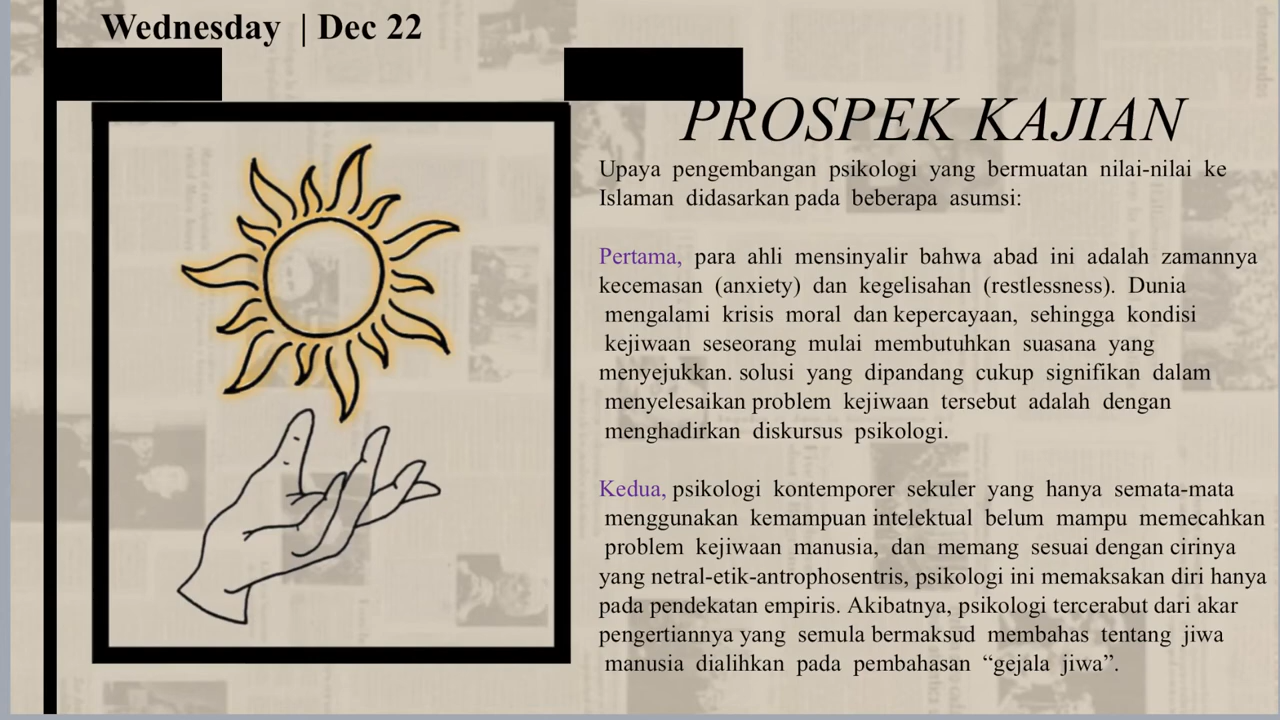 Wednesday | Dec 22
PROSPEK KAJIAN
Upaya pengembangan psikologi yang bermuatan nilai-nilai ke
Islaman didasarkan pada beberapa asumsi:
Pertama, para ahli mensinyalir bahwa abad ini adalah zamannya
kecemasan (anxiety) dan kegelisahan (restlessness). Dunia
mengalami krisis moral dan kepercayaan, sehingga kondisi
kejiwaan seseorang mulai membutuhkan suasana yang
menyejukkan. solusi yang dipandang cukup signifikan dalam
menyelesaikan problem kejiwaan tersebut adalah dengan
menghadirkan diskursus psikologi.
Kedua, psikologi kontemporer sekuler yang hanya semata-mata
menggunakan kemampuan intelektual belum mampu memecahkan
problem kejiwaan manusia, dan memang sesuai dengan cirinya
yang netral-etik-antrophosentris, psikologi ini memaksakan diri hanya
pada pendekatan empiris. Akibatnya, psikologi tercerabut dari akar
pengertiannya yang semula bermaksud membahas tentang jiwa
manusia dialihkan pada pembahasan “gejala jiwa”.